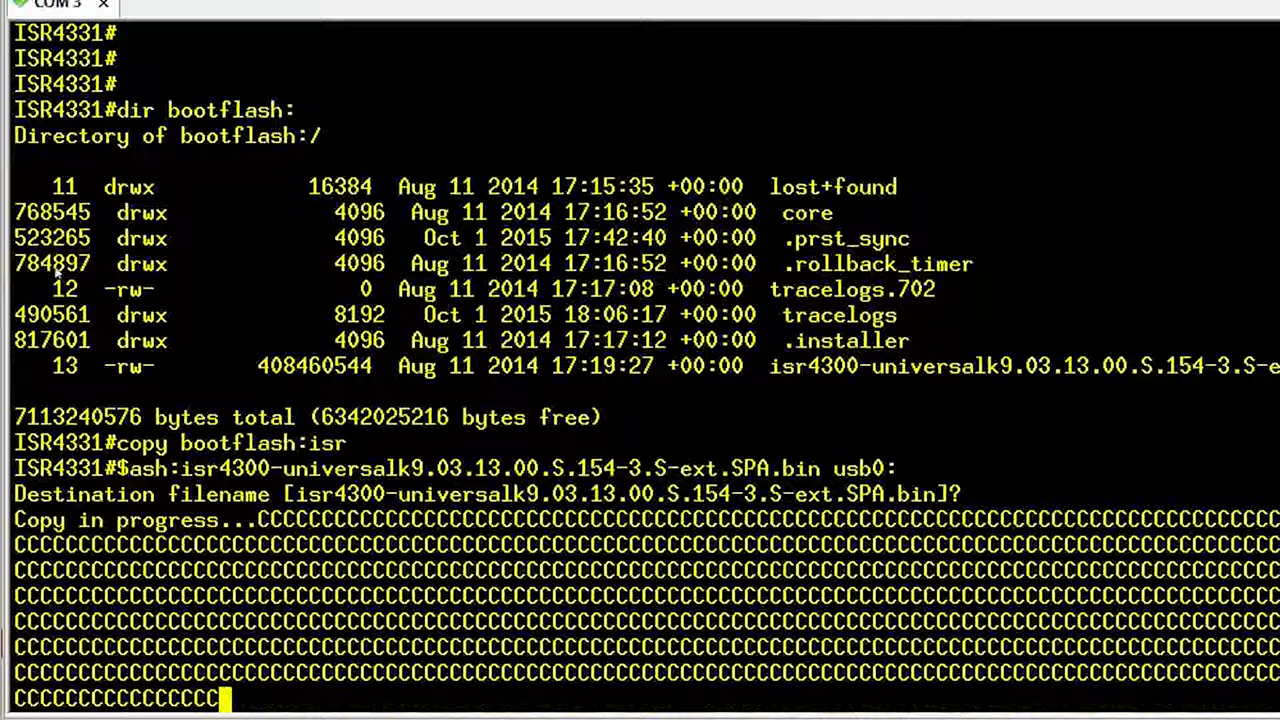 COM 3 ×
ISR4331#
ISR4331#
ISR4331#
ISR4331#dir bootflash:
Directory of bootflash:/
11 drwx 16384 Aug 11 2014 17:15:35 +00:00 lost+found
768545 drwx 4096 Aug 11 2014 17:16:52 +00:00 core
523265 drwx 4096 Oct 1 2015 17:42:40 +00:00 .prst_sync
784897 drwx 4096 Aug 11 2014 17:16:52 +00:00 .rollback_timer
12 -rw- 0 Aug 11 2014 17:17:08 +00:00 tracelogs.702
490561 drwx 8192 Oct 1 2015 18:06:17 +00:00 tracelogs
817601 drwx 4096 Aug 11 2014 17:17:12 +00:00 .installer
13 -rw- 408460544 Aug 11 2014 17:19:27 +00:00 isr4300-universalk9.03.13.00.S.154-3.S-e
7113240576 bytes total (6342025216 bytes free)
ISR4331#copy bootflash:isr
ISR4331#$ash:isr4300-universalk9.03.13.00.S.154-3.S-ext.SPA.bin usb0:
Destination filename [isr4300-universalk9.03.13.00.S.154-3.S-ext.SPA.bin]?
Copy in progress...CCCCCCCCCCCCCCCCCCCCCCCCCCCCCCCCCCCCCCCCCCCCCCCCCCCCCCCCCCCCCCCCCCCCCCCCCCCCCCCC
CCCCCCCCCCCCCCCCCCCCCCCCCCCCCCCCCCCCCCCCCCCCCCCCCCCCCCCCCCCCCCCCCCCCCCCCCCCCCCCCCCCCCCCCCCCCCCCCCCC
CCCCCCCCCCCCCCCCCCCCCCCCCCCCCCCCCCCCCCCCCCCCCCCCCCCCCCCCCCCCCCCCCCCCCCCCCCCCCCCCCCCCCCCCCCCCCCCCCCC
CCCCCCCCCCCCCCCCCCCCCCCCCCCCCCCCCCCCCCCCCCCCCCCCCCCCCCCCCCCCCCCCCCCCCCCCCCCCCCCCCCCCCCCCCCCCCCCCCCC
CCCCCCCCCCCCCCCCCCCCCCCCCCCCCCCCCCCCCCCCCCCCCCCCCCCCCCCCCCCCCCCCCCCCCCCCCCCCCCCCCCCCCCCCCCCCCCCCCCC
CCCCCCCCCCCCCCCCCCCCCCCCCCCCCCCCCCCCCCCCCCCCCCCCCCCCCCCCCCCCCCCCCCCCCCCCCCCCCCCCCCCCCCCCCCCCCCCCCCC
CCCCCCCCCCCCCCCCCCCCCCCCCCCCCCCCCCCCCCCCCCCCCCCCCCCCCCCCCCCCCCCCCCCCCCCCCCCCCCCCCCCCCCCCCCCCCCCCCCC
CCCCCCCCCCCCCCCC